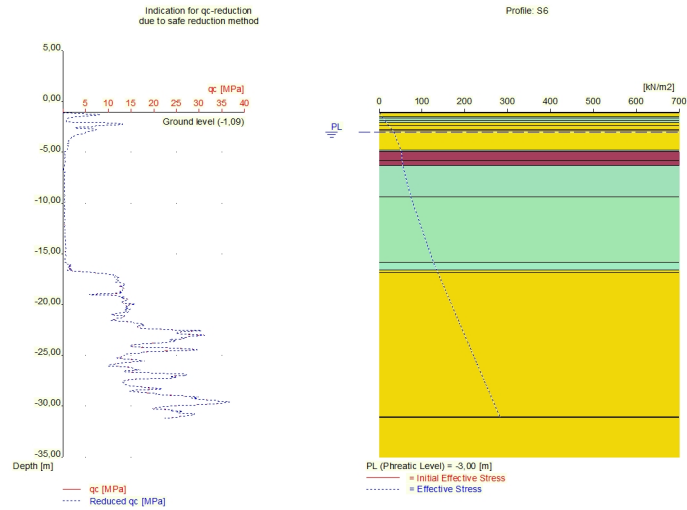 Indication for qc-reduction
due to safe reduction method
5,00
qc [MPa]
0,00
5 10 15 20 25 30 35 40
Ground level (-1,09)
-5,00
-10,00
-15,00
-20,00
-25,00
-30,00
-35,00
Depth [m]
qc [MPa]
Reduced qc [MPa]
Profile: S6
[kN/m2]
0 100 200 300 400 500 600 700
PL
PL (Phreatic Level) = -3,00 [m]
= Initial Effective Stress
= Effective Stress